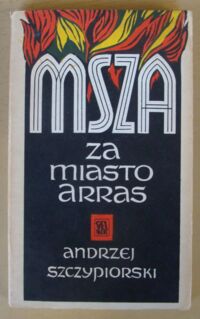 MSZA
za
miasto
arras
andrzej
szczypiorski